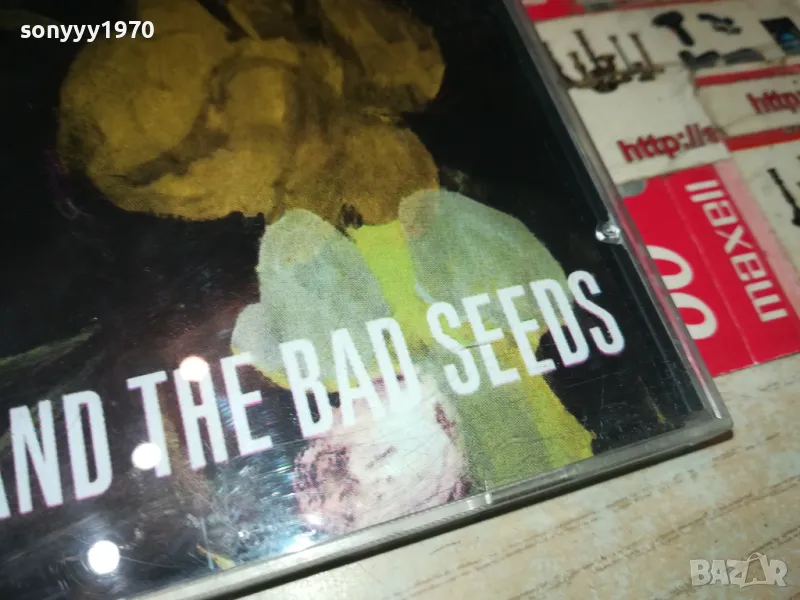 sonyyy1970
http://
http
maxell
AND THE BAD SEEDS
BAZAR